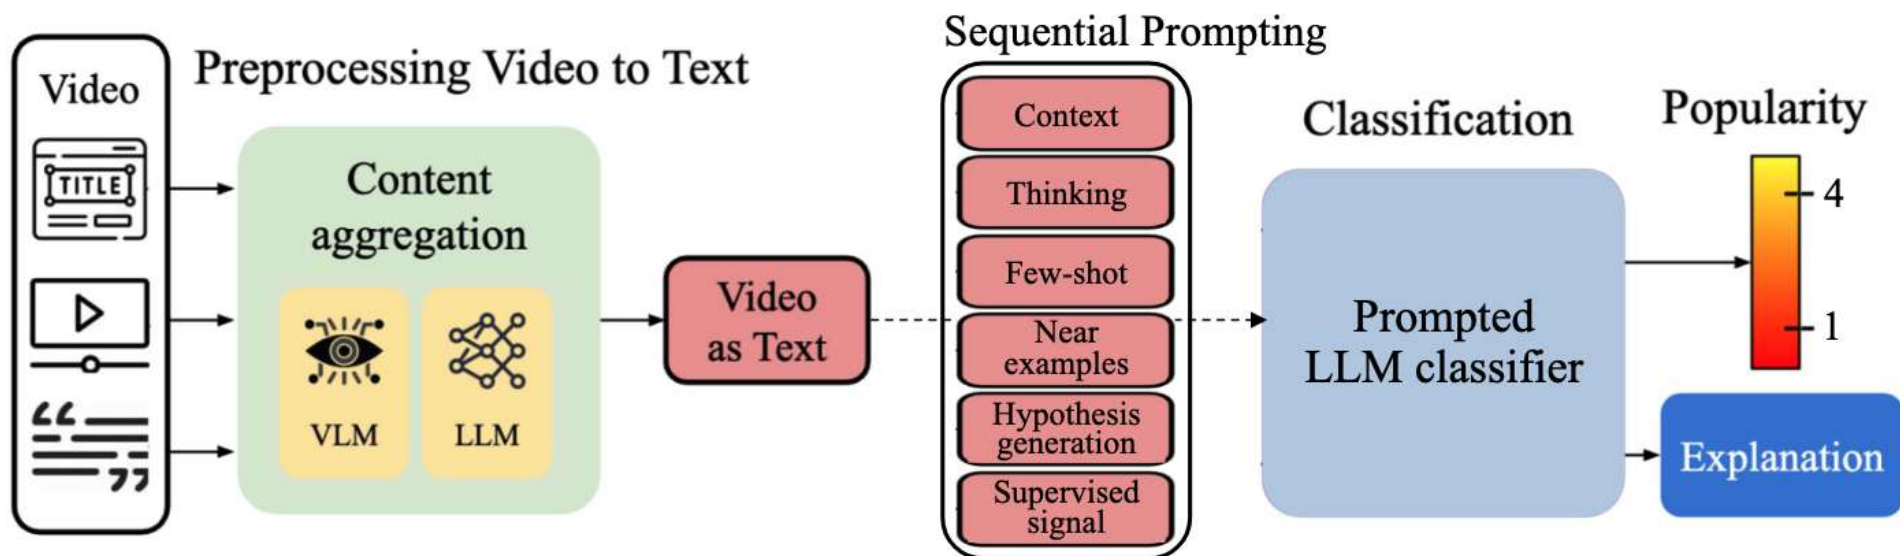 Video
TITLE
Preprocessing Video to Text
Content
aggregation
VLM
LLM
Video
as Text
Sequential Prompting
Context
Thinking
Few-shot
Near
examples
Hypothesis
generation
Supervised
signal
Classification
Prompted
LLM classifier
Popularity
4
1
Explanation